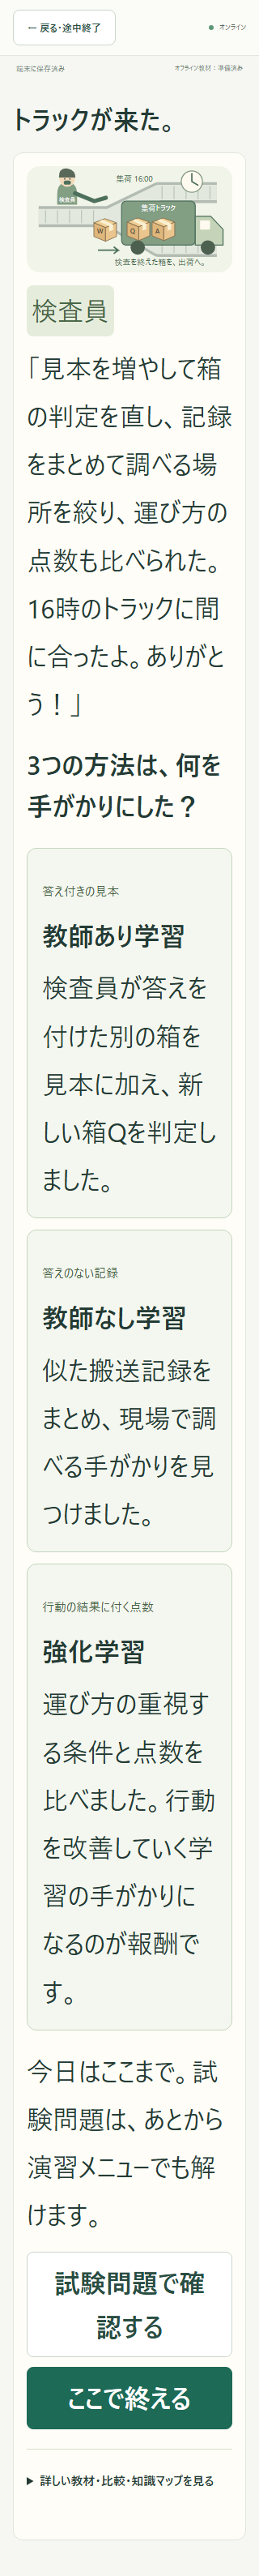 ← 戻る・途中終了
オンライン
端末に保存済み
オフライン教材：準備済み
トラックが来た。
集荷 16:00
検査員
集荷トラック
W
Q
A
検査を終えた箱を、出荷へ。
検査員
「見本を増やして箱
の判定を直し、記録
をまとめて調べる場
所を絞り、運び方の
点数も比べられた。
16時のトラックに間
に合ったよ。ありがと
う！」
3つの方法は、何を
手がかりにした？
答え付きの見本
教師あり学習
検査員が答えを
付けた別の箱を
見本に加え、新
しい箱Qを判定し
ました。
答えのない記録
教師なし学習
似た搬送記録を
まとめ、現場で調
べる手がかりを見
つけました。
行動の結果に付く点数
強化学習
運び方の重視す
る条件と点数を
比べました。行動
を改善していく学
習の手がかりに
なるのが報酬で
す。
今日はここまで。試
験問題は、あとから
演習メニューでも解
けます。
試験問題で確
認する
ここで終える
▶ 詳しい教材・比較・知識マップを見る